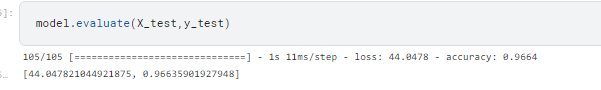 ]:
model.evaluate(X_test,y_test)
105/105 [==============================] - 1s 11ms/step - loss: 44.0478 - accuracy: 0.9664
[44.047821044921875, 0.96635901927948]